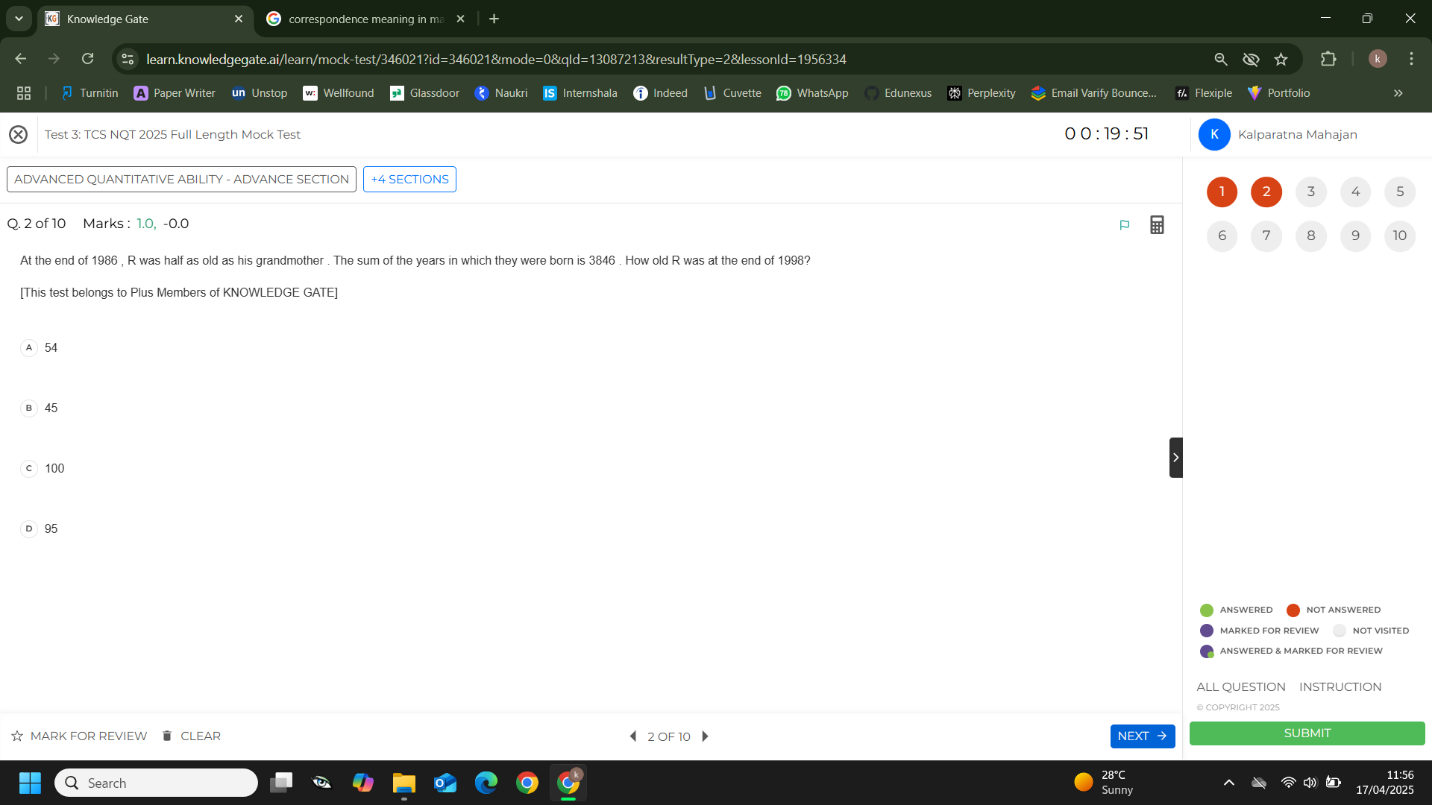 Knowledge Gate
correspondence meaning in ma
learn.knowledgegate.ai/learn/mock-test/346021?id=346021&mode=0&qId=13087213&resultType=2&lessonId=1956334
k
Turnitin
A Paper Writer
un Unstop
w: Wellfound
Glassdoor
Naukri
IS Internshala
Indeed
Cuvette
78 WhatsApp
Edunexus
Perplexity
Email Varify Bounce...
Flexiple
Portfolio
Test 3: TCS NQT 2025 Full Length Mock Test
00:19:51
K Kalparatna Mahajan
ADVANCED QUANTITATIVE ABILITY - ADVANCE SECTION
+4 SECTIONS
1 2 3 4 5
6 7 8 9 10
Q. 2 of 10 Marks : 1.0, -0.0
At the end of 1986 , R was half as old as his grandmother . The sum of the years in which they were born is 3846 . How old R was at the end of 1998?
[This test belongs to Plus Members of KNOWLEDGE GATE]
A 54
B 45
C 100
D 95
ANSWERED NOT ANSWERED
MARKED FOR REVIEW NOT VISITED
ANSWERED & MARKED FOR REVIEW
ALL QUESTION INSTRUCTION
© COPYRIGHT 2025
SUBMIT
MARK FOR REVIEW CLEAR
2 OF 10
NEXT
Search
28°C
Sunny
11:56
17/04/2025